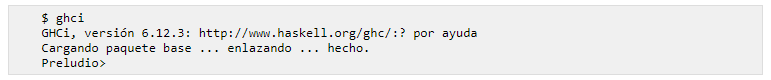 $ ghci
GHCi, versión 6.12.3: http://www.haskell.org/ghc/:? por ayuda
Cargando paquete base ... enlazando ... hecho.
Preludio>